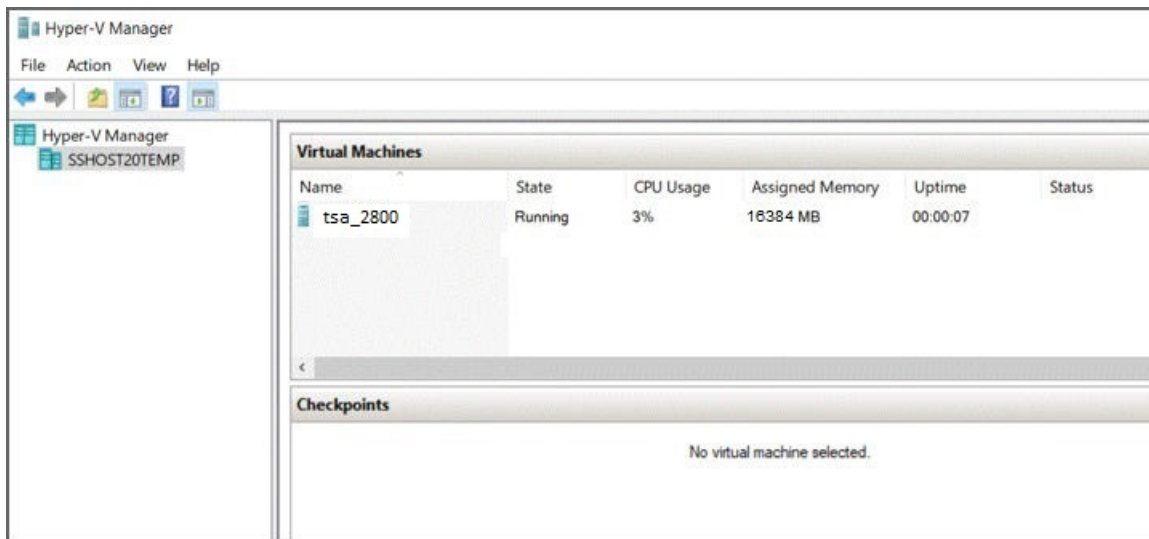 Hyper-V Manager
File Action View Help
Hyper-V Manager
SSHOST20TEMP
Virtual Machines
Name State CPU Usage Assigned Memory Uptime Status
tsa_2800 Running 3% 16384 MB 00:00:07
Checkpoints
No virtual machine selected.